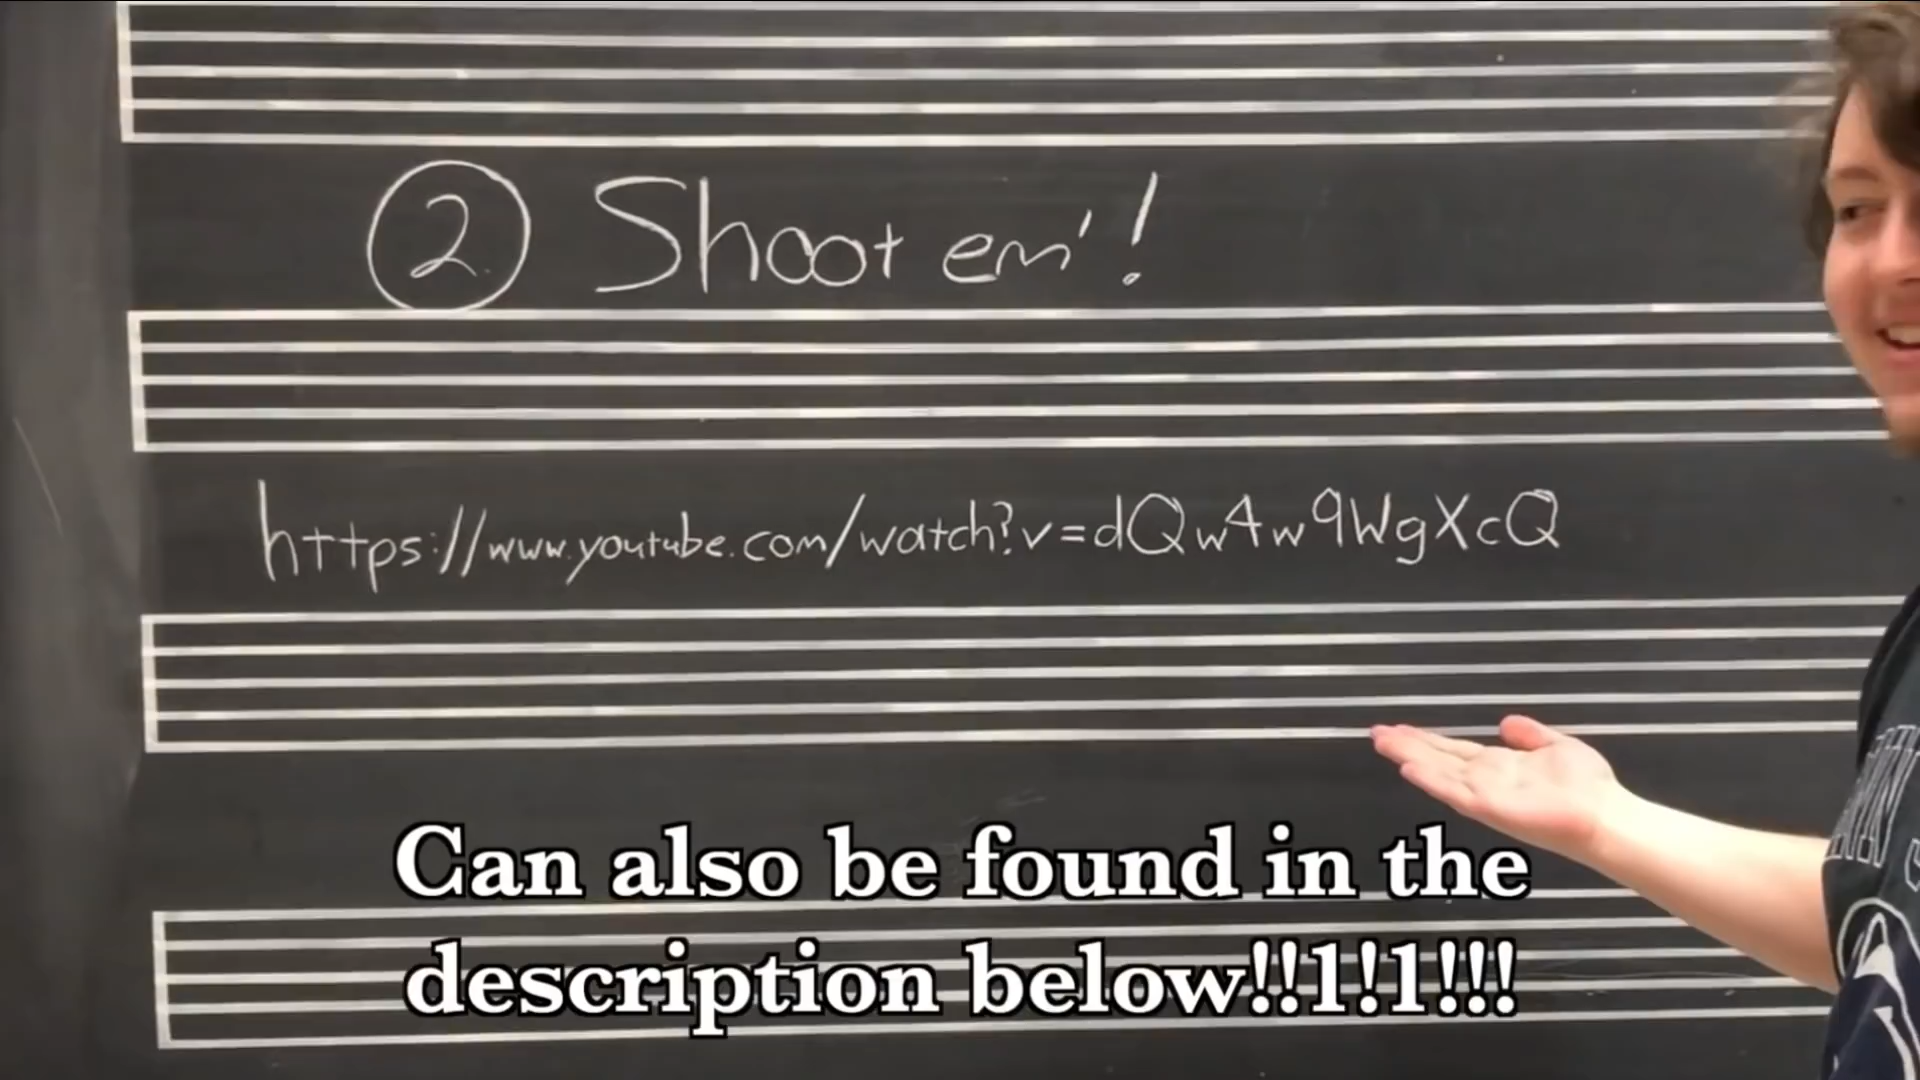 2 Shoot em'!
https://www.youtube.com/watch?v=dQw4w9WgXcQ
Can also be found in the
description below!!1!1!!!